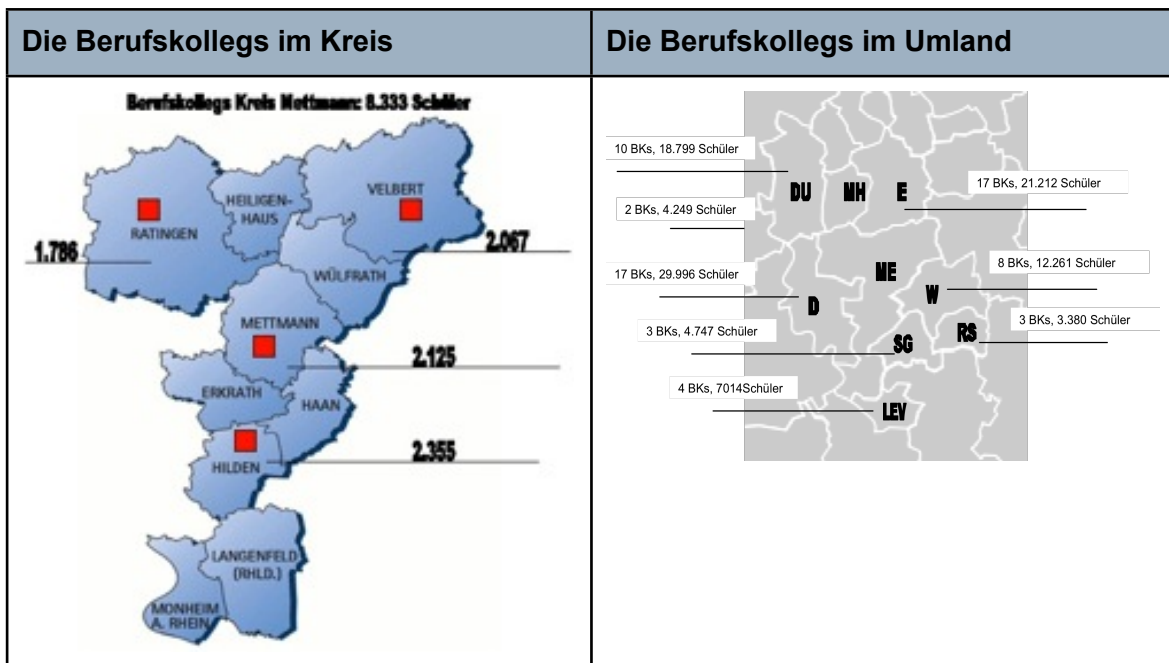 Die Berufskollegs im Kreis
Die Berufskollegs im Umland
Berufskollegs Kreis Mettmann: 8.333 Schüler
VELBERT
HEILIGEN-
HAUS
RATINGEN
1.786
2.067
WÜLFRATH
METTMANN
2.125
ERKRATH
HAAN
2.355
HILDEN
LANGENFELD
(RHLD.)
MONHEIM
A. RHEIN
10 BKs, 18.799 Schüler
DU
MH
E
17 BKs, 21.212 Schüler
2 BKs, 4.249 Schüler
8 BKs, 12.261 Schüler
ME
17 BKs, 29.996 Schüler
W
D
3 BKs, 3.380 Schüler
3 BKs, 4.747 Schüler
RS
SG
4 BKs, 7014Schüler
LEV